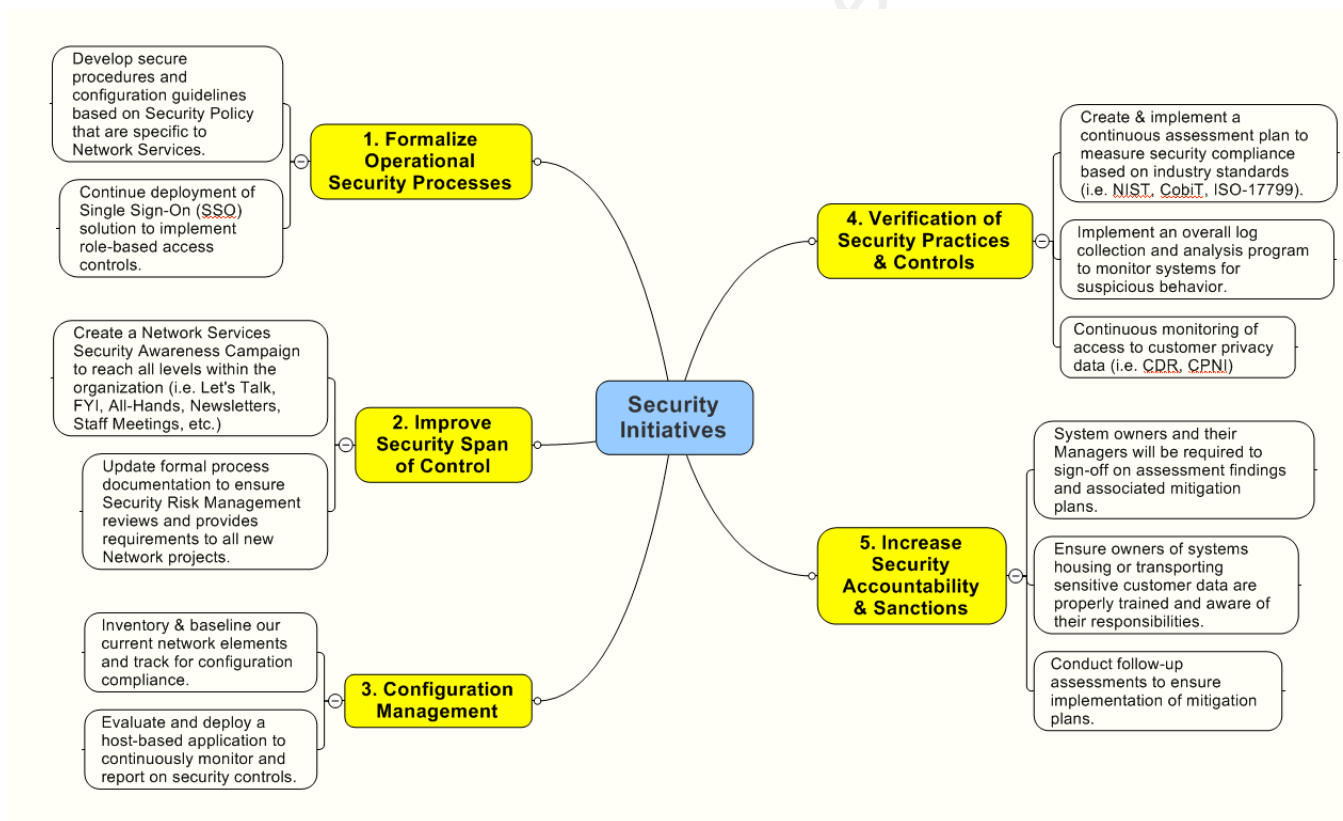 Security
Initiatives
1. Formalize
Operational
Security Processes
Develop secure
procedures and
configuration guidelines
based on Security Policy
that are specific to
Network Services.
Continue deployment of
Single Sign-On (SSO)
solution to implement
role-based access
controls.
2. Improve
Security Span
of Control
Create a Network Services
Security Awareness Campaign
to reach all levels within the
organization (i.e. Let's Talk,
FYI, All-Hands, Newsletters,
Staff Meetings, etc.)
Update formal process
documentation to ensure
Security Risk Management
reviews and provides
requirements to all new
Network projects.
3. Configuration
Management
Inventory & baseline our
current network elements
and track for configuration
compliance.
Evaluate and deploy a
host-based application to
continuously monitor and
report on security controls.
4. Verification of
Security Practices
& Controls
Create & implement a
continuous assessment plan to
measure security compliance
based on industry standards
(i.e. NIST, CobiT, ISO-17799).
Implement an overall log
collection and analysis program
to monitor systems for
suspicious behavior.
Continuous monitoring of
access to customer privacy
data (i.e. CDR, CPNI)
5. Increase
Security
Accountability
& Sanctions
System owners and their
Managers will be required to
sign-off on assessment findings
and associated mitigation
plans.
Ensure owners of systems
housing or transporting
sensitive customer data are
properly trained and aware of
their responsibilities.
Conduct follow-up
assessments to ensure
implementation of mitigation
plans.